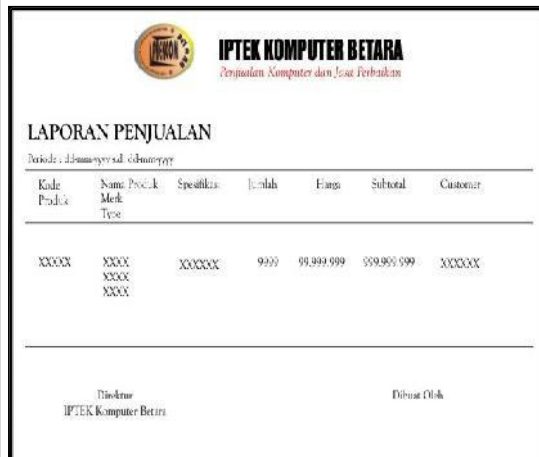 IPTEK KOMPUTER BETARA
Penjualan Komputer dan Jasa Perbaikan
LAPORAN PENJUALAN
Periode : dd-mm-yyyy s.d. dd-mm-yyyy
Kode Produk Nama Produk Merk Type Spesifikasi Jumlah Harga Subtotal Customer
XXXXX XXXX XXXX XXXX XXXXXX 9999 99.999.999 999.999.999 XXXXXX
Direktur Dibuat Oleh
IPTEK Komputer Betara